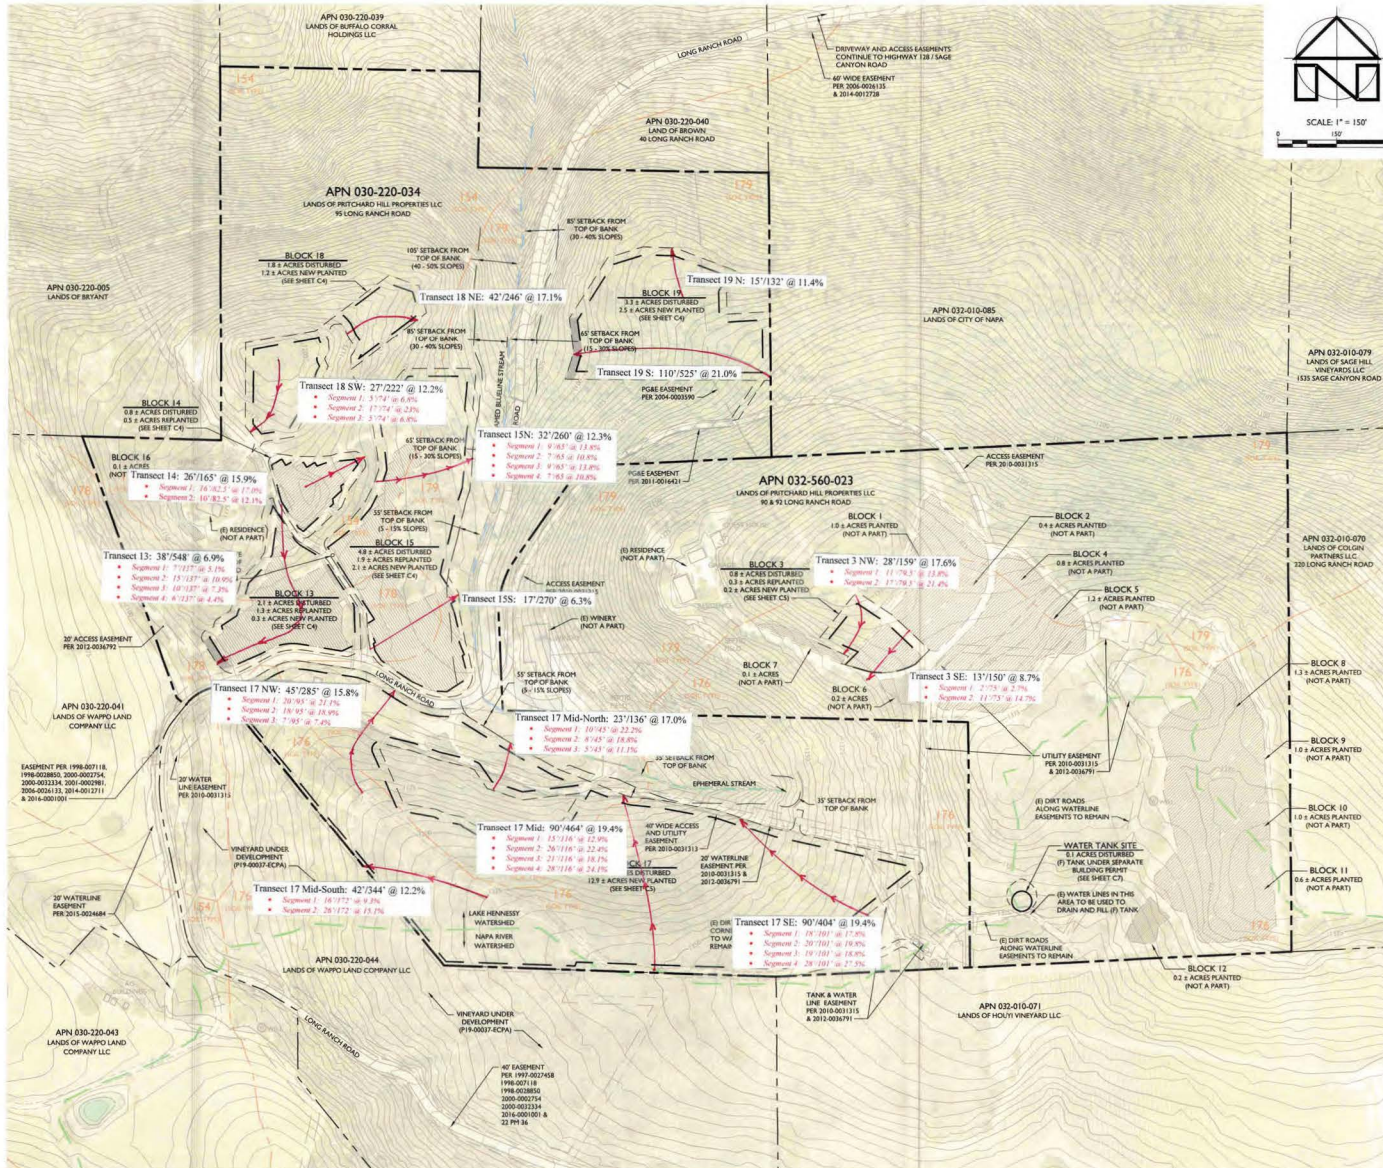 APN 030-220-039
LANDS OF BUFFALO CORRAL
HOLDINGS LLC
LONG RANCH ROAD
DRIVEWAY AND ACCESS EASEMENTS
CONTINUE TO HIGHWAY 128 / SAGE
CANYON ROAD
60' WIDE EASEMENT
PER 2006-0026135
& 2014-0012728
N
SCALE: 1" = 150'
0 150'
154
APN 030-220-040
LAND OF BROWN
40 LONG RANCH ROAD
APN 030-220-034
LANDS OF PRITCHARD HILL PROPERTIES LLC
95 LONG RANCH ROAD
154
179
178
85' SETBACK FROM
TOP OF BANK
(30 - 40% SLOPES)
105' SETBACK FROM
TOP OF BANK
(40 - 50% SLOPES)
BLOCK 18
1.8 ± ACRES DISTURBED
1.2 ± ACRES NEW PLANTED
(SEE SHEET C4)
APN 030-220-005
LANDS OF BRYANT
Transect 18 NE: 42'/246' @ 17.1%
Transect 19 N: 15'/132' @ 11.4%
BLOCK 19
3.3 ± ACRES DISTURBED
2.5 ± ACRES NEW PLANTED
(SEE SHEET C4)
APN 032-010-085
LANDS OF CITY OF NAPA
85' SETBACK FROM
TOP OF BANK
(30 - 40% SLOPES)
65' SETBACK FROM
TOP OF BANK
(15 - 30% SLOPES)
APN 032-010-079
LANDS OF SAGE HILL
VINEYARDS LLC
1535 SAGE CANYON ROAD
Transect 19 S: 110'/525' @ 21.0%
PG&E EASEMENT
PER 2004-0003590
Transect 18 SW: 27'/222' @ 12.2%
• Segment 1: 5'/74' @ 6.8%
• Segment 2: 17'/74' @ 23%
• Segment 3: 5'/74' @ 6.8%
BLUELINE STREAM
ROAD
BLOCK 14
0.8 ± ACRES DISTURBED
0.5 ± ACRES REPLANTED
(SEE SHEET C4)
65' SETBACK FROM
TOP OF BANK
(15 - 30% SLOPES)
Transect 15N: 32'/260' @ 12.3%
• Segment 1: 9'/65' @ 13.8%
• Segment 2: 7'/65 @ 10.8%
• Segment 3: 9'/65' @ 13.8%
• Segment 4: 7'/65 @ 10.8%
179
ACCESS EASEMENT
PER 2010-0031315
BLOCK 16
0.1 ± ACRES
(NOT
Transect 14: 26'/165' @ 15.9%
• Segment 1: 16'/82.5' @ 17.0%
• Segment 2: 10'/82.5' @ 12.1%
PG&E EASEMENT
PER 2011-0016421
APN 032-560-023
LANDS OF PRITCHARD HILL PROPERTIES LLC
90 & 92 LONG RANCH ROAD
178
179
179
55' SETBACK FROM
TOP OF BANK
(5 - 15% SLOPES)
BLOCK 1
1.0 ± ACRES PLANTED
(NOT A PART)
BLOCK 2
0.4 ± ACRES PLANTED
(NOT A PART)
(E) RESIDENCE
(NOT A PART)
154
BLOCK 15
4.8 ± ACRES DISTURBED
1.9 ± ACRES REPLANTED
2.1 ± ACRES NEW PLANTED
(SEE SHEET C4)
(E) RESIDENCE
(NOT A PART)
BLOCK 4
0.8 ± ACRES PLANTED
(NOT A PART)
APN 032-010-070
LANDS OF COLGIN
PARTNERS LLC
220 LONG RANCH ROAD
Transect 13: 38'/548' @ 6.9%
• Segment 1: 7'/137' @ 5.1%
• Segment 2: 15'/137' @ 10.9%
• Segment 3: 10'/137' @ 7.3%
• Segment 4: 6'/137' @ 4.4%
BLOCK 3
0.8 ± ACRES DISTURBED
0.3 ± ACRES REPLANTED
0.2 ± ACRES NEW PLANTED
(SEE SHEET C5)
Transect 3 NW: 28'/159' @ 17.6%
• Segment 1: 11'/79.5' @ 13.8%
• Segment 2: 17'/79.5' @ 21.4%
BLOCK 5
1.2 ± ACRES PLANTED
(NOT A PART)
BLOCK 13
2.1 ± ACRES DISTURBED
1.3 ± ACRES REPLANTED
0.3 ± ACRES NEW PLANTED
(SEE SHEET C4)
178
ACCESS EASEMENT
Transect 15S: 17'/270' @ 6.3%
(E) WINERY
(NOT A PART)
20' ACCESS EASEMENT
PER 2012-0036792
179
179
178
BLOCK 7
0.1 ± ACRES
(NOT A PART)
BLOCK 8
1.3 ± ACRES PLANTED
(NOT A PART)
176
55' SETBACK FROM
TOP OF BANK
(5 - 15% SLOPES)
176
LONG RANCH ROAD
BLOCK 6
0.2 ± ACRES
(NOT A PART)
Transect 3 SE: 13'/150' @ 8.7%
• Segment 1: 2'/75' @ 2.7%
• Segment 2: 11'/75' @ 14.7%
Transect 17 NW: 45'/285' @ 15.8%
• Segment 1: 20'/95' @ 21.1%
• Segment 2: 18'/95' @ 18.9%
• Segment 3: 7'/95' @ 7.4%
APN 030-220-041
LANDS OF WAPPO LAND
COMPANY LLC
Transect 17 Mid-North: 23'/136' @ 17.0%
• Segment 1: 10'/45' @ 22.2%
• Segment 2: 8'/45' @ 18.8%
• Segment 3: 5'/45' @ 11.1%
176
BLOCK 9
1.0 ± ACRES PLANTED
(NOT A PART)
UTILITY EASEMENT
PER 2010-0031315
& 2012-0036791
35' SETBACK FROM
TOP OF BANK
EASEMENT PER 1998-007118,
1998-0028850, 2000-0002754,
2000-0032334, 2001-0002981,
2006-0026133, 2014-0012711
& 2016-0001001
20' WATER
LINE EASEMENT
PER 2010-0031315
EPHEMERAL STREAM
35' SETBACK FROM
TOP OF BANK
(E) DIRT ROADS
ALONG WATERLINE
EASEMENTS TO REMAIN
BLOCK 10
1.0 ± ACRES PLANTED
(NOT A PART)
176
Transect 17 Mid: 90'/464' @ 19.4%
• Segment 1: 15'/116' @ 12.9%
• Segment 2: 26'/116' @ 22.4%
• Segment 3: 21'/116' @ 18.1%
• Segment 4: 28'/116' @ 24.1%
40' WIDE ACCESS
AND UTILITY
EASEMENT
PER 2010-0031313
20' WATERLINE
EASEMENT PER
2010-0031315 &
2012-0036791
12.9 ± ACRES NEW PLANTED
(SEE SHEET C5)
WATER TANK SITE
0.1 ACRES DISTURBED
(F) TANK UNDER SEPARATE
BUILDING PERMIT
(SEE SHEET C7)
VINEYARD UNDER
DEVELOPMENT
(P19-00037-ECPA)
BLOCK 11
0.6 ± ACRES PLANTED
(NOT A PART)
Transect 17 Mid-South: 42'/344' @ 12.2%
• Segment 1: 16'/172' @ 9.3%
• Segment 2: 26'/172' @ 15.1%
176
176
(E) WATER LINES IN THIS
AREA TO BE USED TO
DRAIN AND FILL (F) TANK
20' WATERLINE
EASEMENT
PER 2015-0024684
154
LAKE HENNESSY
WATERSHED
NAPA RIVER
WATERSHED
Transect 17 SE: 90'/404' @ 19.4%
• Segment 1: 18'/101' @ 17.8%
• Segment 2: 20'/101' @ 19.8%
• Segment 3: 19'/101' @ 18.8%
• Segment 4: 28'/101' @ 27.5%
176
(E) DIRT ROADS
ALONG WATERLINE
EASEMENTS TO REMAIN
APN 030-220-044
LANDS OF WAPPO LAND COMPANY LLC
BLOCK 12
0.2 ± ACRES PLANTED
(NOT A PART)
TANK & WATER
LINE EASEMENT
PER 2010-0031315
& 2012-0036791
APN 032-010-071
LANDS OF HOUYI VINEYARD LLC
VINEYARD UNDER
DEVELOPMENT
(P19-00037-ECPA)
LONG RANCH ROAD
APN 030-220-043
LANDS OF WAPPO LAND
COMPANY LLC
40' EASEMENT
PER 1997-0027458
1998-007118
1998-0028850
2000-0002754
2000-0032334
2016-0001001 &
22 PM 26